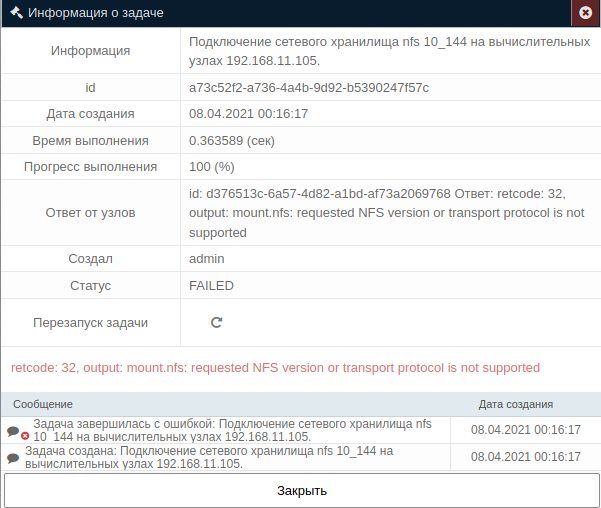 Информация о задаче
Информация
Подключение сетевого хранилища nfs 10_144 на вычислительных
узлах 192.168.11.105.
id
a73c52f2-a736-4a4b-9d92-b5390247f57c
Дата создания
08.04.2021 00:16:17
Время выполнения
0.363589 (сек)
Прогресс выполнения
100 (%)
Ответ от узлов
id: d376513c-6a57-4d82-a1bd-af73a2069768 Ответ: retcode: 32,
output: mount.nfs: requested NFS version or transport protocol is not
supported
Создал
admin
Статус
FAILED
Перезапуск задачи
retcode: 32, output: mount.nfs: requested NFS version or transport protocol is not supported
Сообщение
Дата создания
Задача завершилась с ошибкой: Подключение сетевого хранилища nfs
10_144 на вычислительных узлах 192.168.11.105.
08.04.2021 00:16:17
Задача создана: Подключение сетевого хранилища nfs 10_144 на
вычислительных узлах 192.168.11.105.
08.04.2021 00:16:17
Закрыть